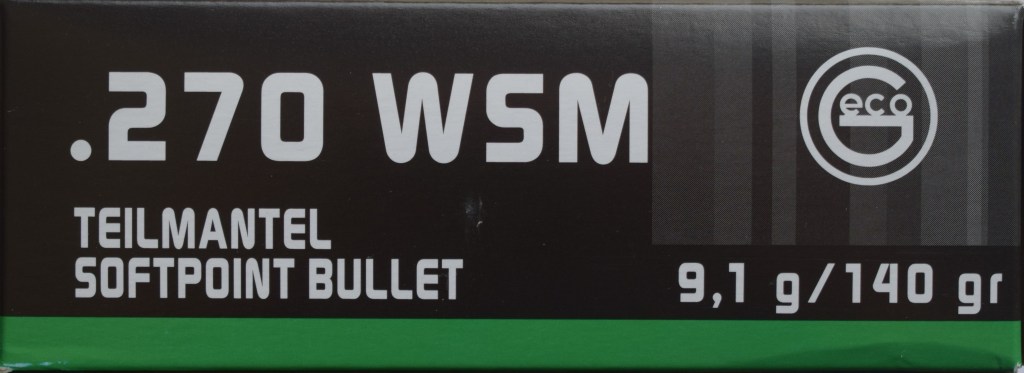 .270 WSM
Geco
TEILMANTEL
SOFTPOINT BULLET
9,1 g/140 gr